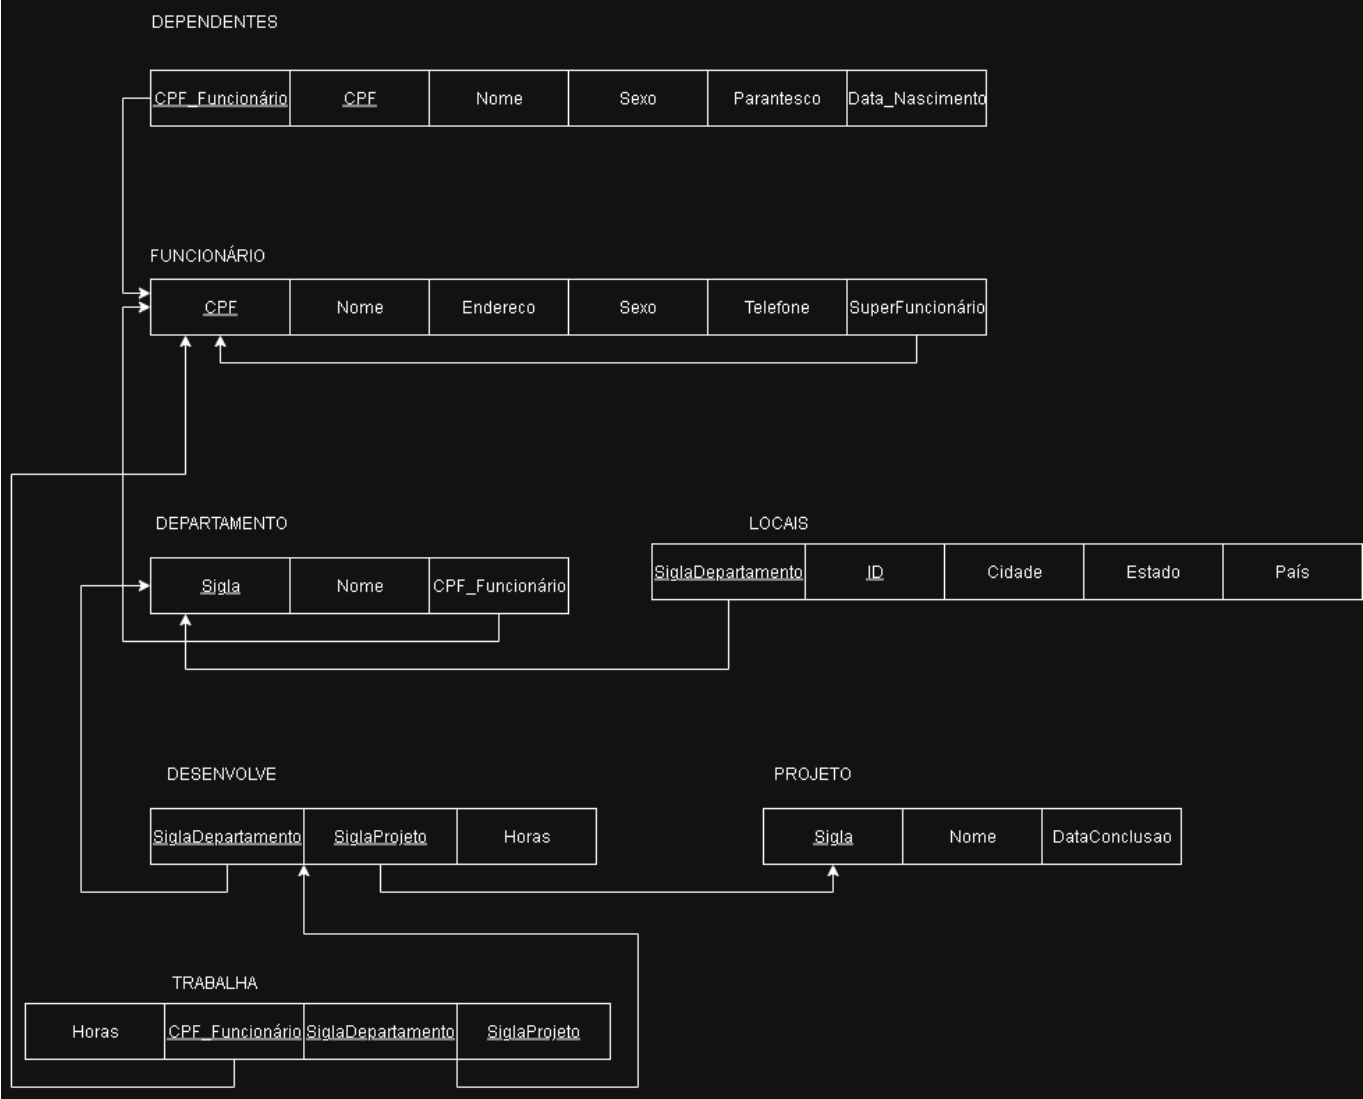 DEPENDENTES
CPF_Funcionário CPF Nome Sexo Parantesco Data_Nascimento
FUNCIONÁRIO
CPF Nome Endereco Sexo Telefone SuperFuncionário
DEPARTAMENTO LOCAIS
Sigla Nome CPF_Funcionário SiglaDepartamento ID Cidade Estado País
DESENVOLVE PROJETO
SiglaDepartamento SiglaProjeto Horas Sigla Nome DataConclusao
TRABALHA
Horas CPF_Funcionário SiglaDepartamento SiglaProjeto